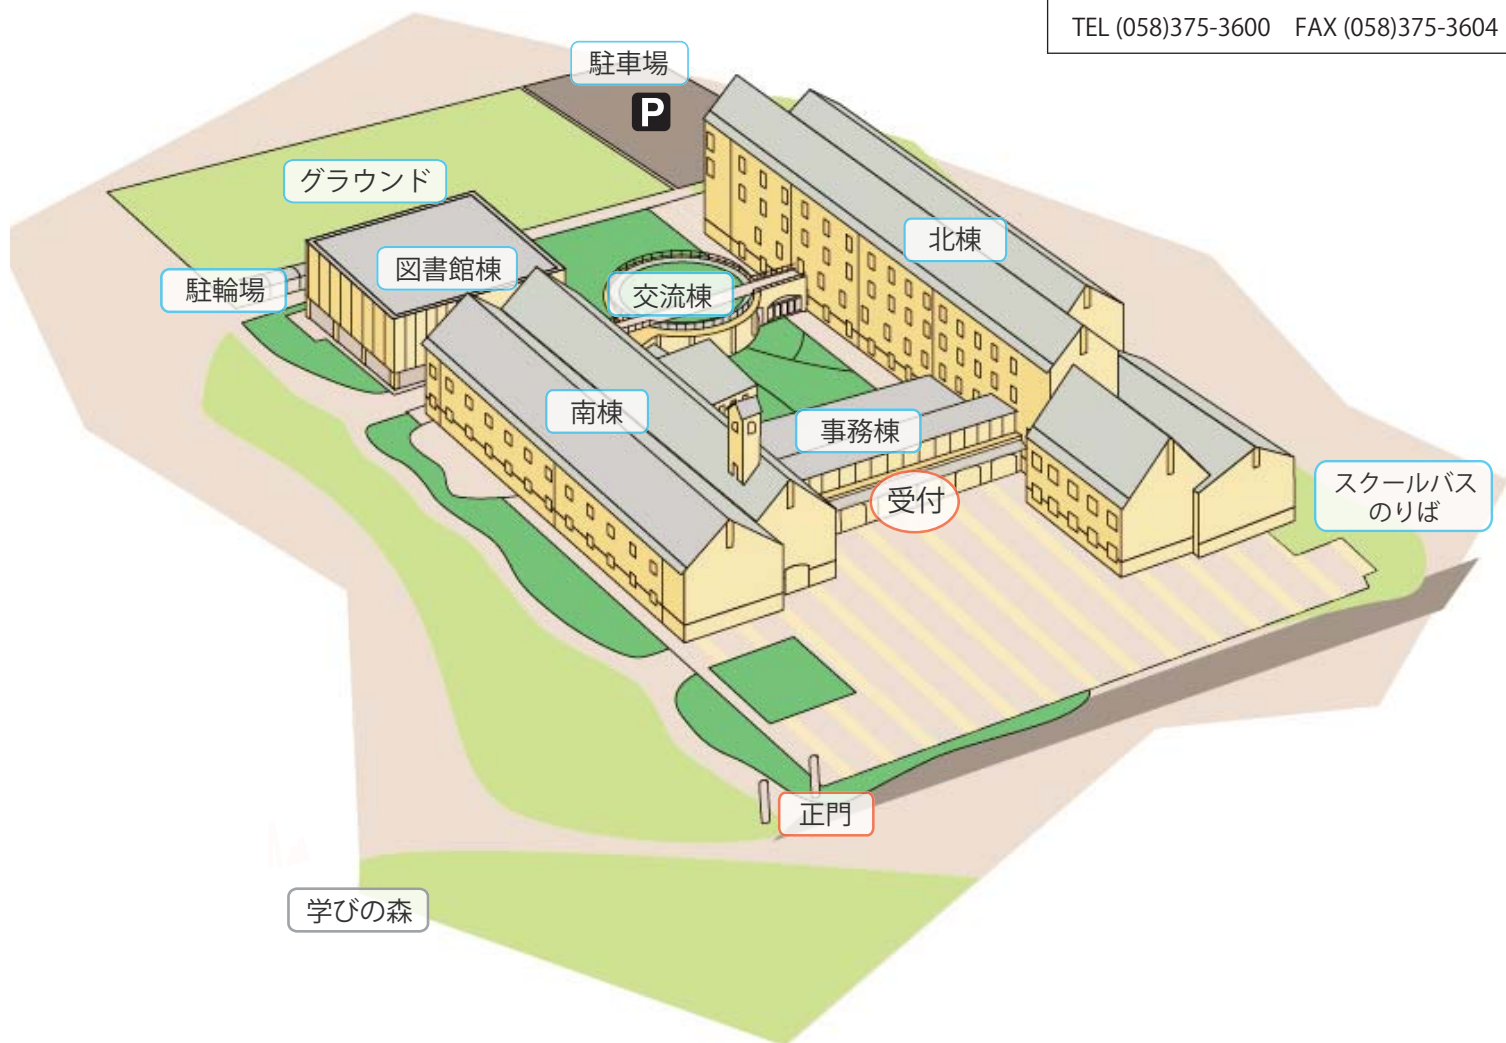 TEL (058)375-3600 FAX (058)375-3604
駐車場
P
グラウンド
北棟
図書館棟
駐輪場
交流棟
南棟
事務棟
受付
スクールバス
のりば
正門
学びの森